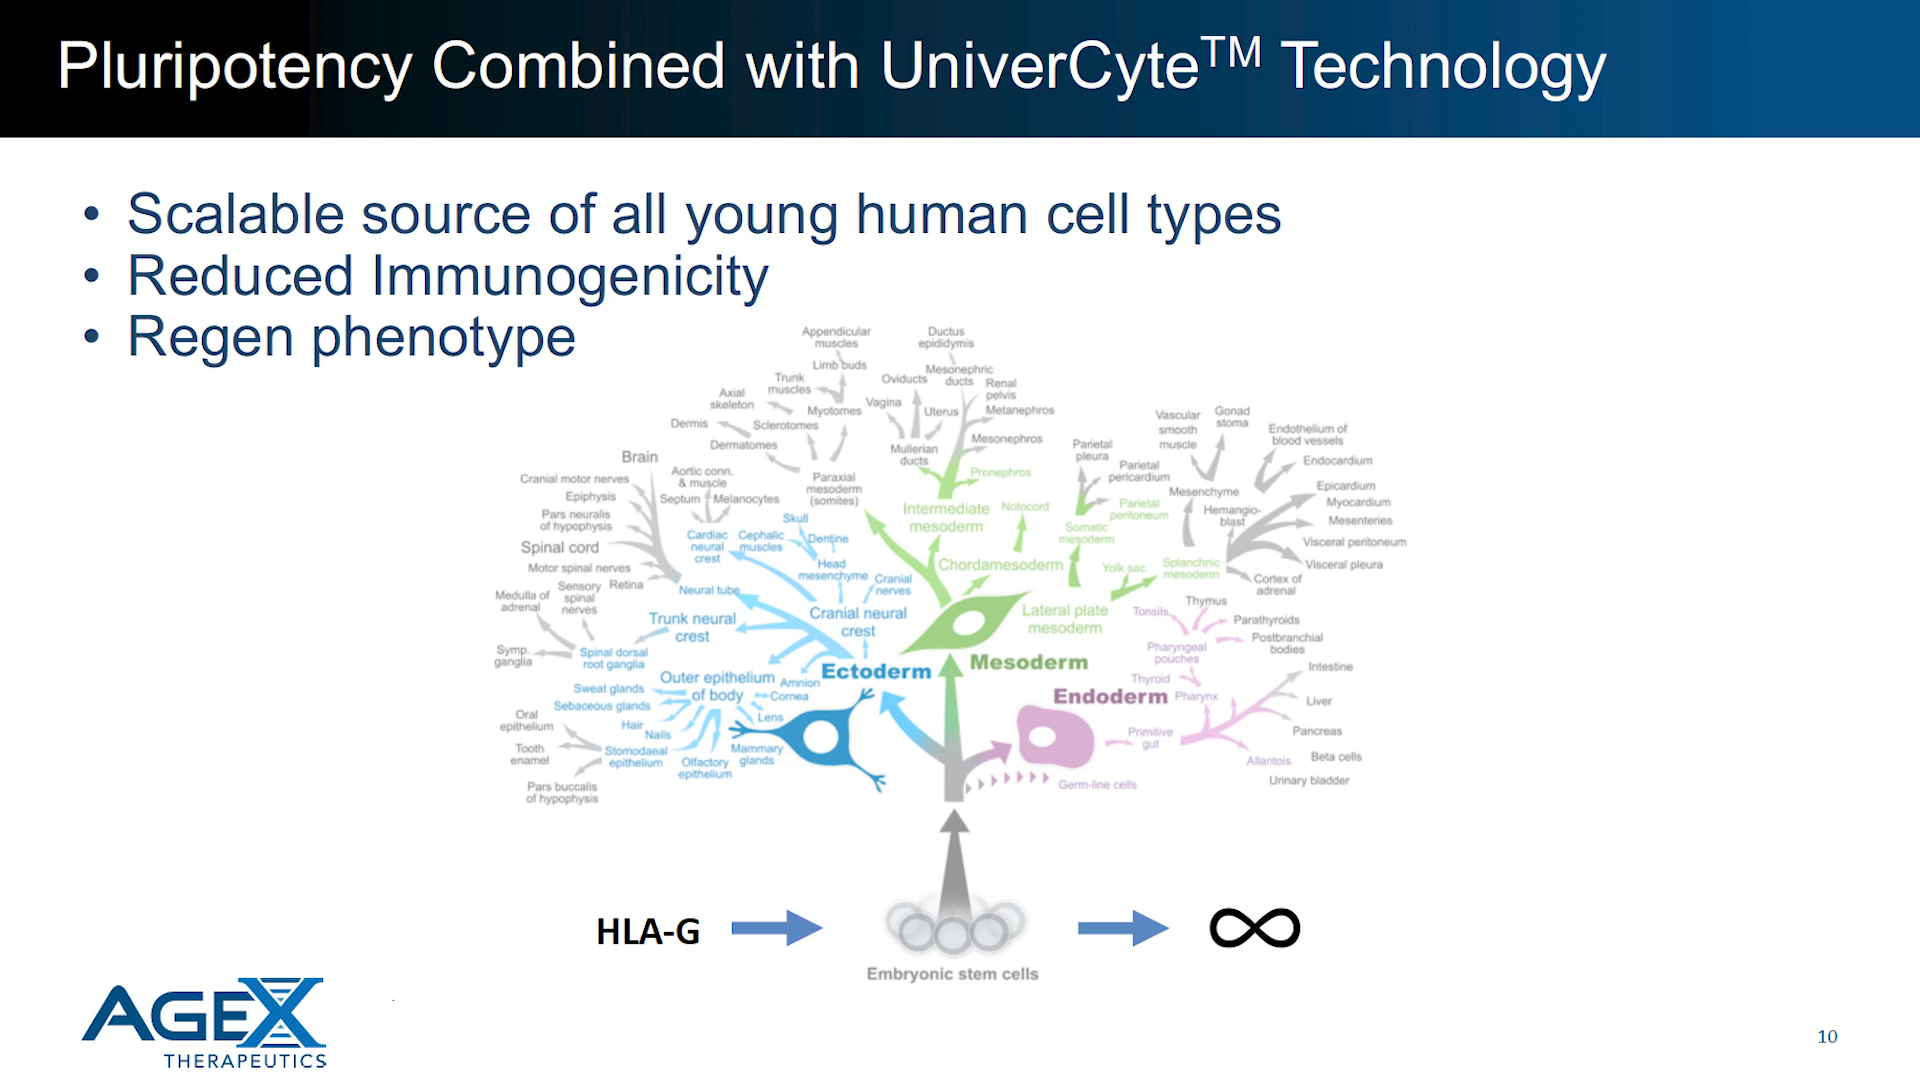 Pluripotency Combined with UniverCyte™ Technology
• Scalable source of all young human cell types
• Reduced Immunogenicity
• Regen phenotype
Appendicular
muscles
Limb buds
Trunk
muscles
Axial
skeleton
Myotomes
Dermis
Sclerotomes
Dermatomes
Paraxial
mesoderm
(somites)
Ductus
epididymis
Mesonephric
ducts
Oviducts
Renal
pelvis
Vagina
Uterus
Metanephros
Mullerian
ducts
Mesonephros
Pronephros
Intermediate
mesoderm
Notocord
Chordamesoderm
Parietal
pleura
Parietal
pericardium
Parietal
peritoneum
Somatic
mesoderm
Vascular
smooth
muscle
Gonad
stoma
Endothelium of
blood vessels
Endocardium
Mesenchyme
Epicardium
Myocardium
Hemangio-
blast
Mesenteries
Visceral peritoneum
Visceral pleura
Yolk sac
Splanchnic
mesoderm
Cortex of
adrenal
Lateral plate
mesoderm
Mesoderm
Brain
Cranial motor nerves
Epiphysis
Pars neuralis
of hypophysis
Spinal cord
Motor spinal nerves
Retina
Neural tube
Aortic conn.
& muscle
Septum
Melanocytes
Cardiac
neural
crest
Cephalic
muscles
Skull
Dentine
Head
mesenchyme
Cranial
nerves
Cranial neural
crest
Medulla of
adrenal
Sensory
spinal
nerves
Trunk neural
crest
Symp.
ganglia
Spinal dorsal
root ganglia
Ectoderm
Outer epithelium
of body
Amnion
Cornea
Lens
Sweat glands
Sebaceous glands
Hair
Nails
Oral
epithelium
Tooth
enamel
Stomodaeal
epithelium
Olfactory
epithelium
Mammary
glands
Pars buccalis
of hypophysis
Endoderm
Tonsils
Thymus
Parathyroids
Postbranchial
bodies
Pharyngeal
pouches
Thyroid
Pharynx
Intestine
Liver
Pancreas
Primitive
gut
Allantois
Beta cells
Urinary bladder
Germ-line cells
HLA-G
∞
Embryonic stem cells
AGEX
THERAPEUTICS
10